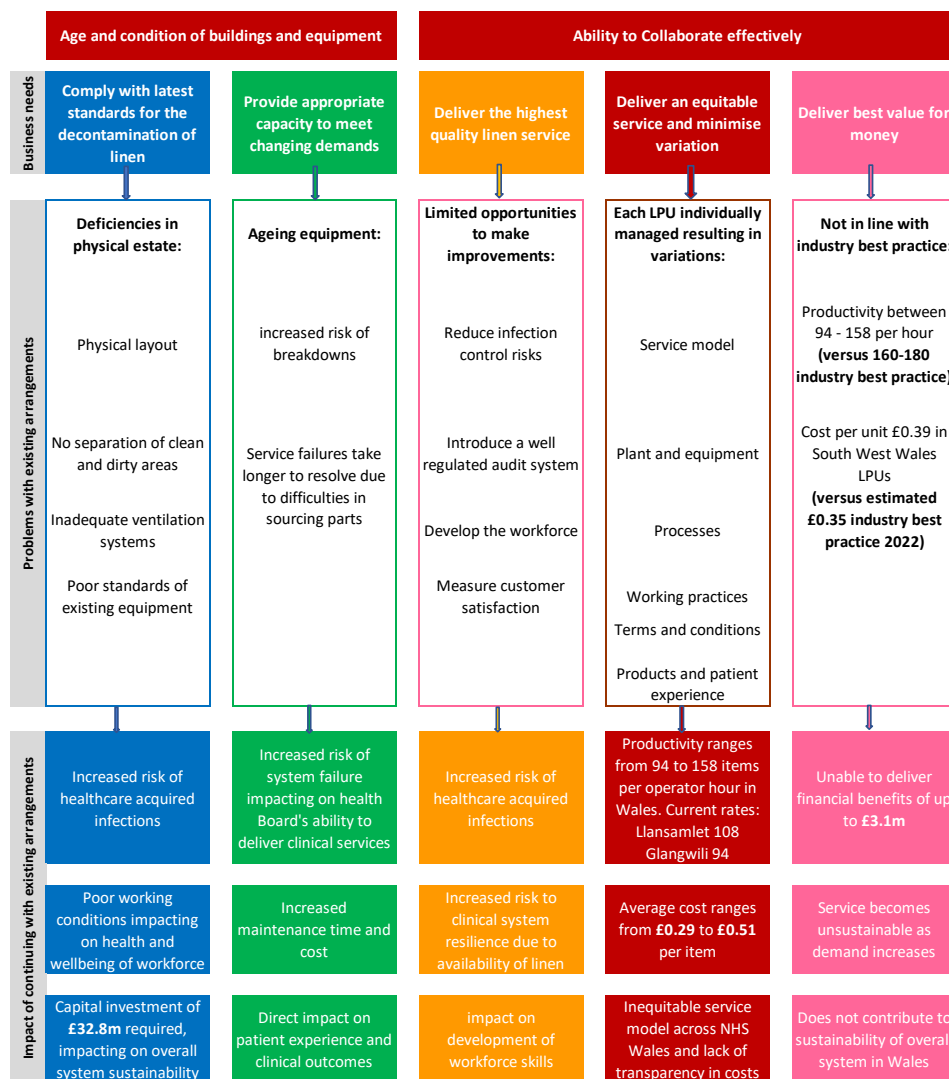 Age and condition of buildings and equipment
Ability to Collaborate effectively
Business needs
Comply with latest
standards for the
decontamination of
linen
Provide appropriate
capacity to meet
changing demands
Deliver the highest
quality linen service
Deliver an equitable
service and minimise
variation
Deliver best value for
money
Problems with existing arrangements
Deficiencies in
physical estate:
Physical layout
No separation of clean
and dirty areas
Inadequate ventilation
systems
Poor standards of
existing equipment
Ageing equipment:
increased risk of
breakdowns
Service failures take
longer to resolve due
to difficulties in
sourcing parts
Limited opportunities
to make
improvements:
Reduce infection
control risks
Introduce a well
regulated audit system
Develop the workforce
Measure customer
satisfaction
Each LPU individually
managed resulting in
variations:
Service model
Plant and equipment
Processes
Working practices
Terms and conditions
Products and patient
experience
Not in line with
industry best practice:
Productivity between
94 - 158 per hour
(versus 160-180
industry best practice)
Cost per unit £0.39 in
South West Wales
LPUs
(versus estimated
£0.35 industry best
practice 2022)
Impact of continuing with existing arrangements
Increased risk of
healthcare acquired
infections
Increased risk of
system failure
impacting on health
Board's ability to
deliver clinical services
Increased risk of
healthcare acquired
infections
Productivity ranges
from 94 to 158 items
per operator hour in
Wales. Current rates:
Llansamlet 108
Glangwili 94
Unable to deliver
financial benefits of up
to £3.1m
Poor working
conditions impacting
on health and
wellbeing of workforce
Increased
maintenance time and
cost
Increased risk to
clinical system
resilience due to
availability of linen
Average cost ranges
from £0.29 to £0.51
per item
Service becomes
unsustainable as
demand increases
Capital investment of
£32.8m required,
impacting on overall
system sustainability
Direct impact on
patient experience and
clinical outcomes
impact on
development of
workforce skills
Inequitable service
model across NHS
Wales and lack of
transparency in costs
Does not contribute to
sustainability of overall
system in Wales